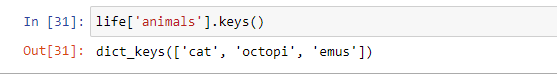 In [31]: life['animals'].keys()
Out[31]: dict_keys(['cat', 'octopi', 'emus'])